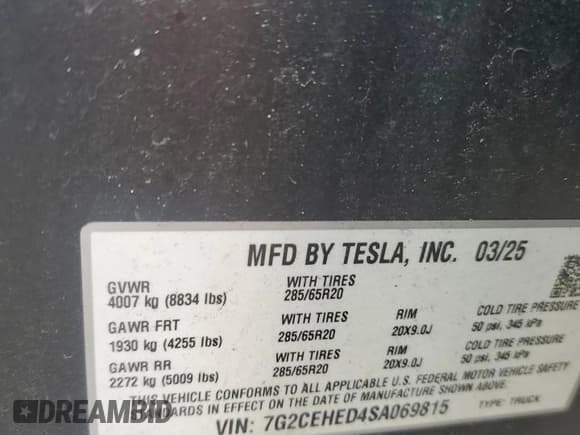 MFD BY TESLA, INC. 03/25
GVWR WITH TIRES
4007 kg (8834 lbs) 285/65R20
GAWR FRT WITH TIRES RIM COLD TIRE PRESSURE
1930 kg (4255 lbs) 285/65R20 20X9.0J 50 psi, 345 kPa
GAWR RR WITH TIRES RIM COLD TIRE PRESSURE
2272 kg (5009 lbs) 285/65R20 20X9.0J 50 psi, 345 kPa
THIS VEHICLE CONFORMS TO ALL APPLICABLE U.S. FEDERAL MOTOR VEHICLE SAFETY
STANDARDS IN EFFECT ON THE DATE OF MANUFACTURE SHOWN ABOVE.
VIN: 7G2CEHED4SA069815 TYPE: TRUCK
DREAMBID
CAR AUCTION EXPERTS